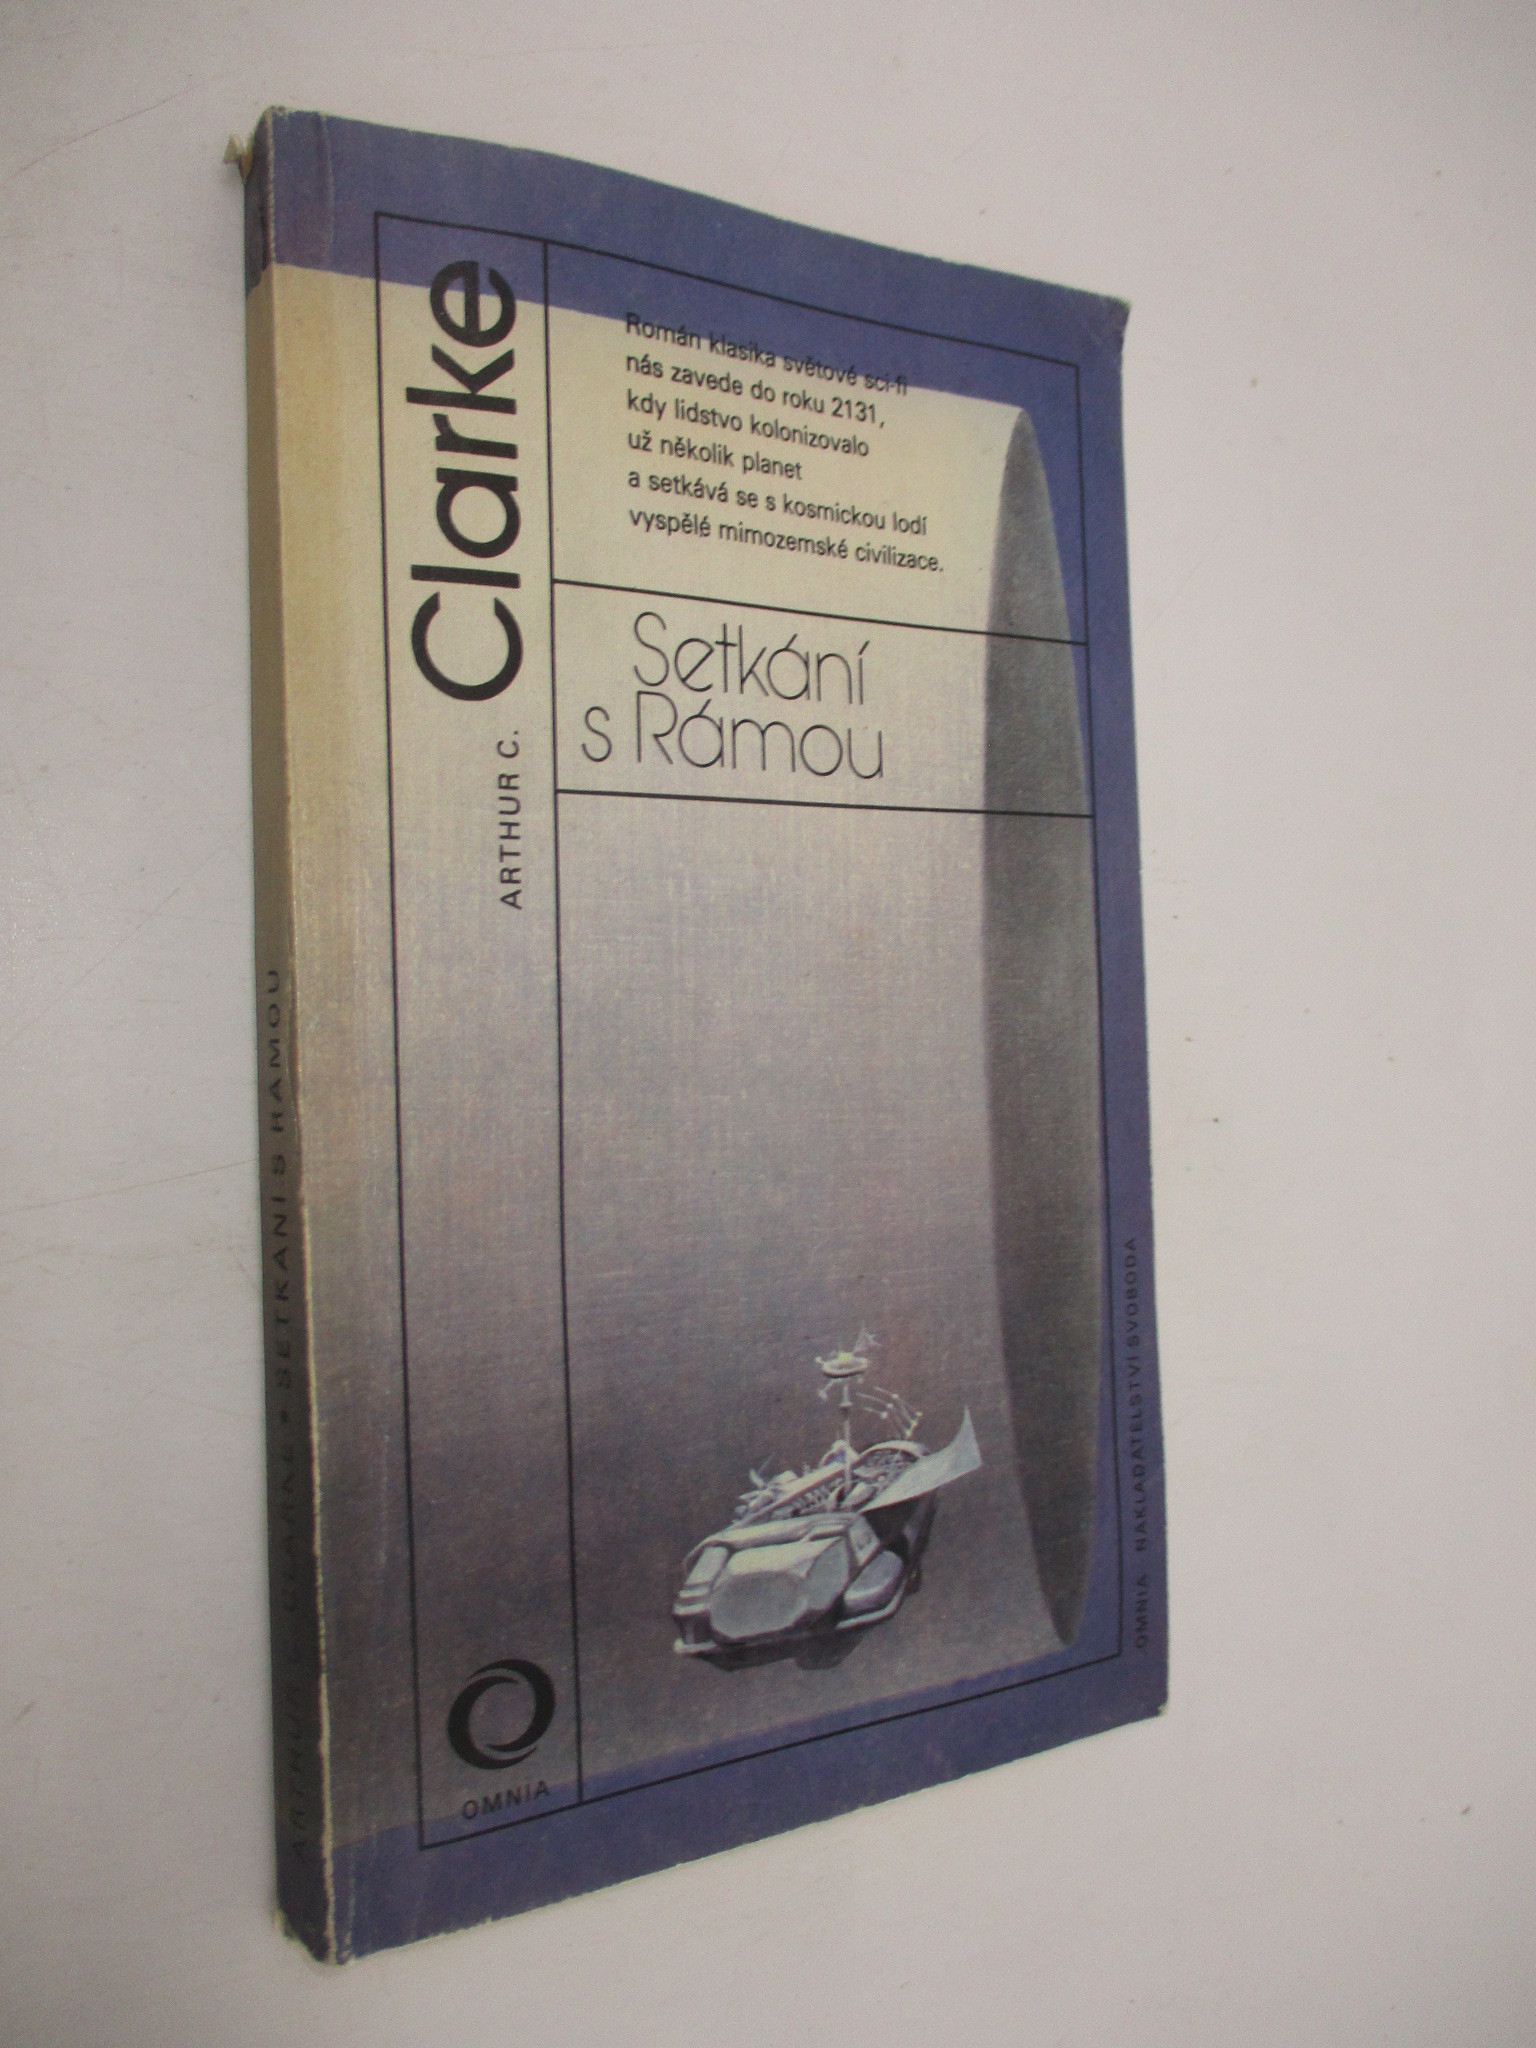 ARTHUR C. Clarke
Román klasika světové sci-fi
nás zavede do roku 2131,
kdy lidstvo kolonizovalo
už několik planet
a setkává se s kosmickou lodí
vyspělé mimozemské civilizace.
Setkání
s Rámou
OMNIA
OMNIA NAKLADATELSTVÍ SVOBODA
ARTHUR C. CLARKE • SETKÁNÍ S RÁMOU